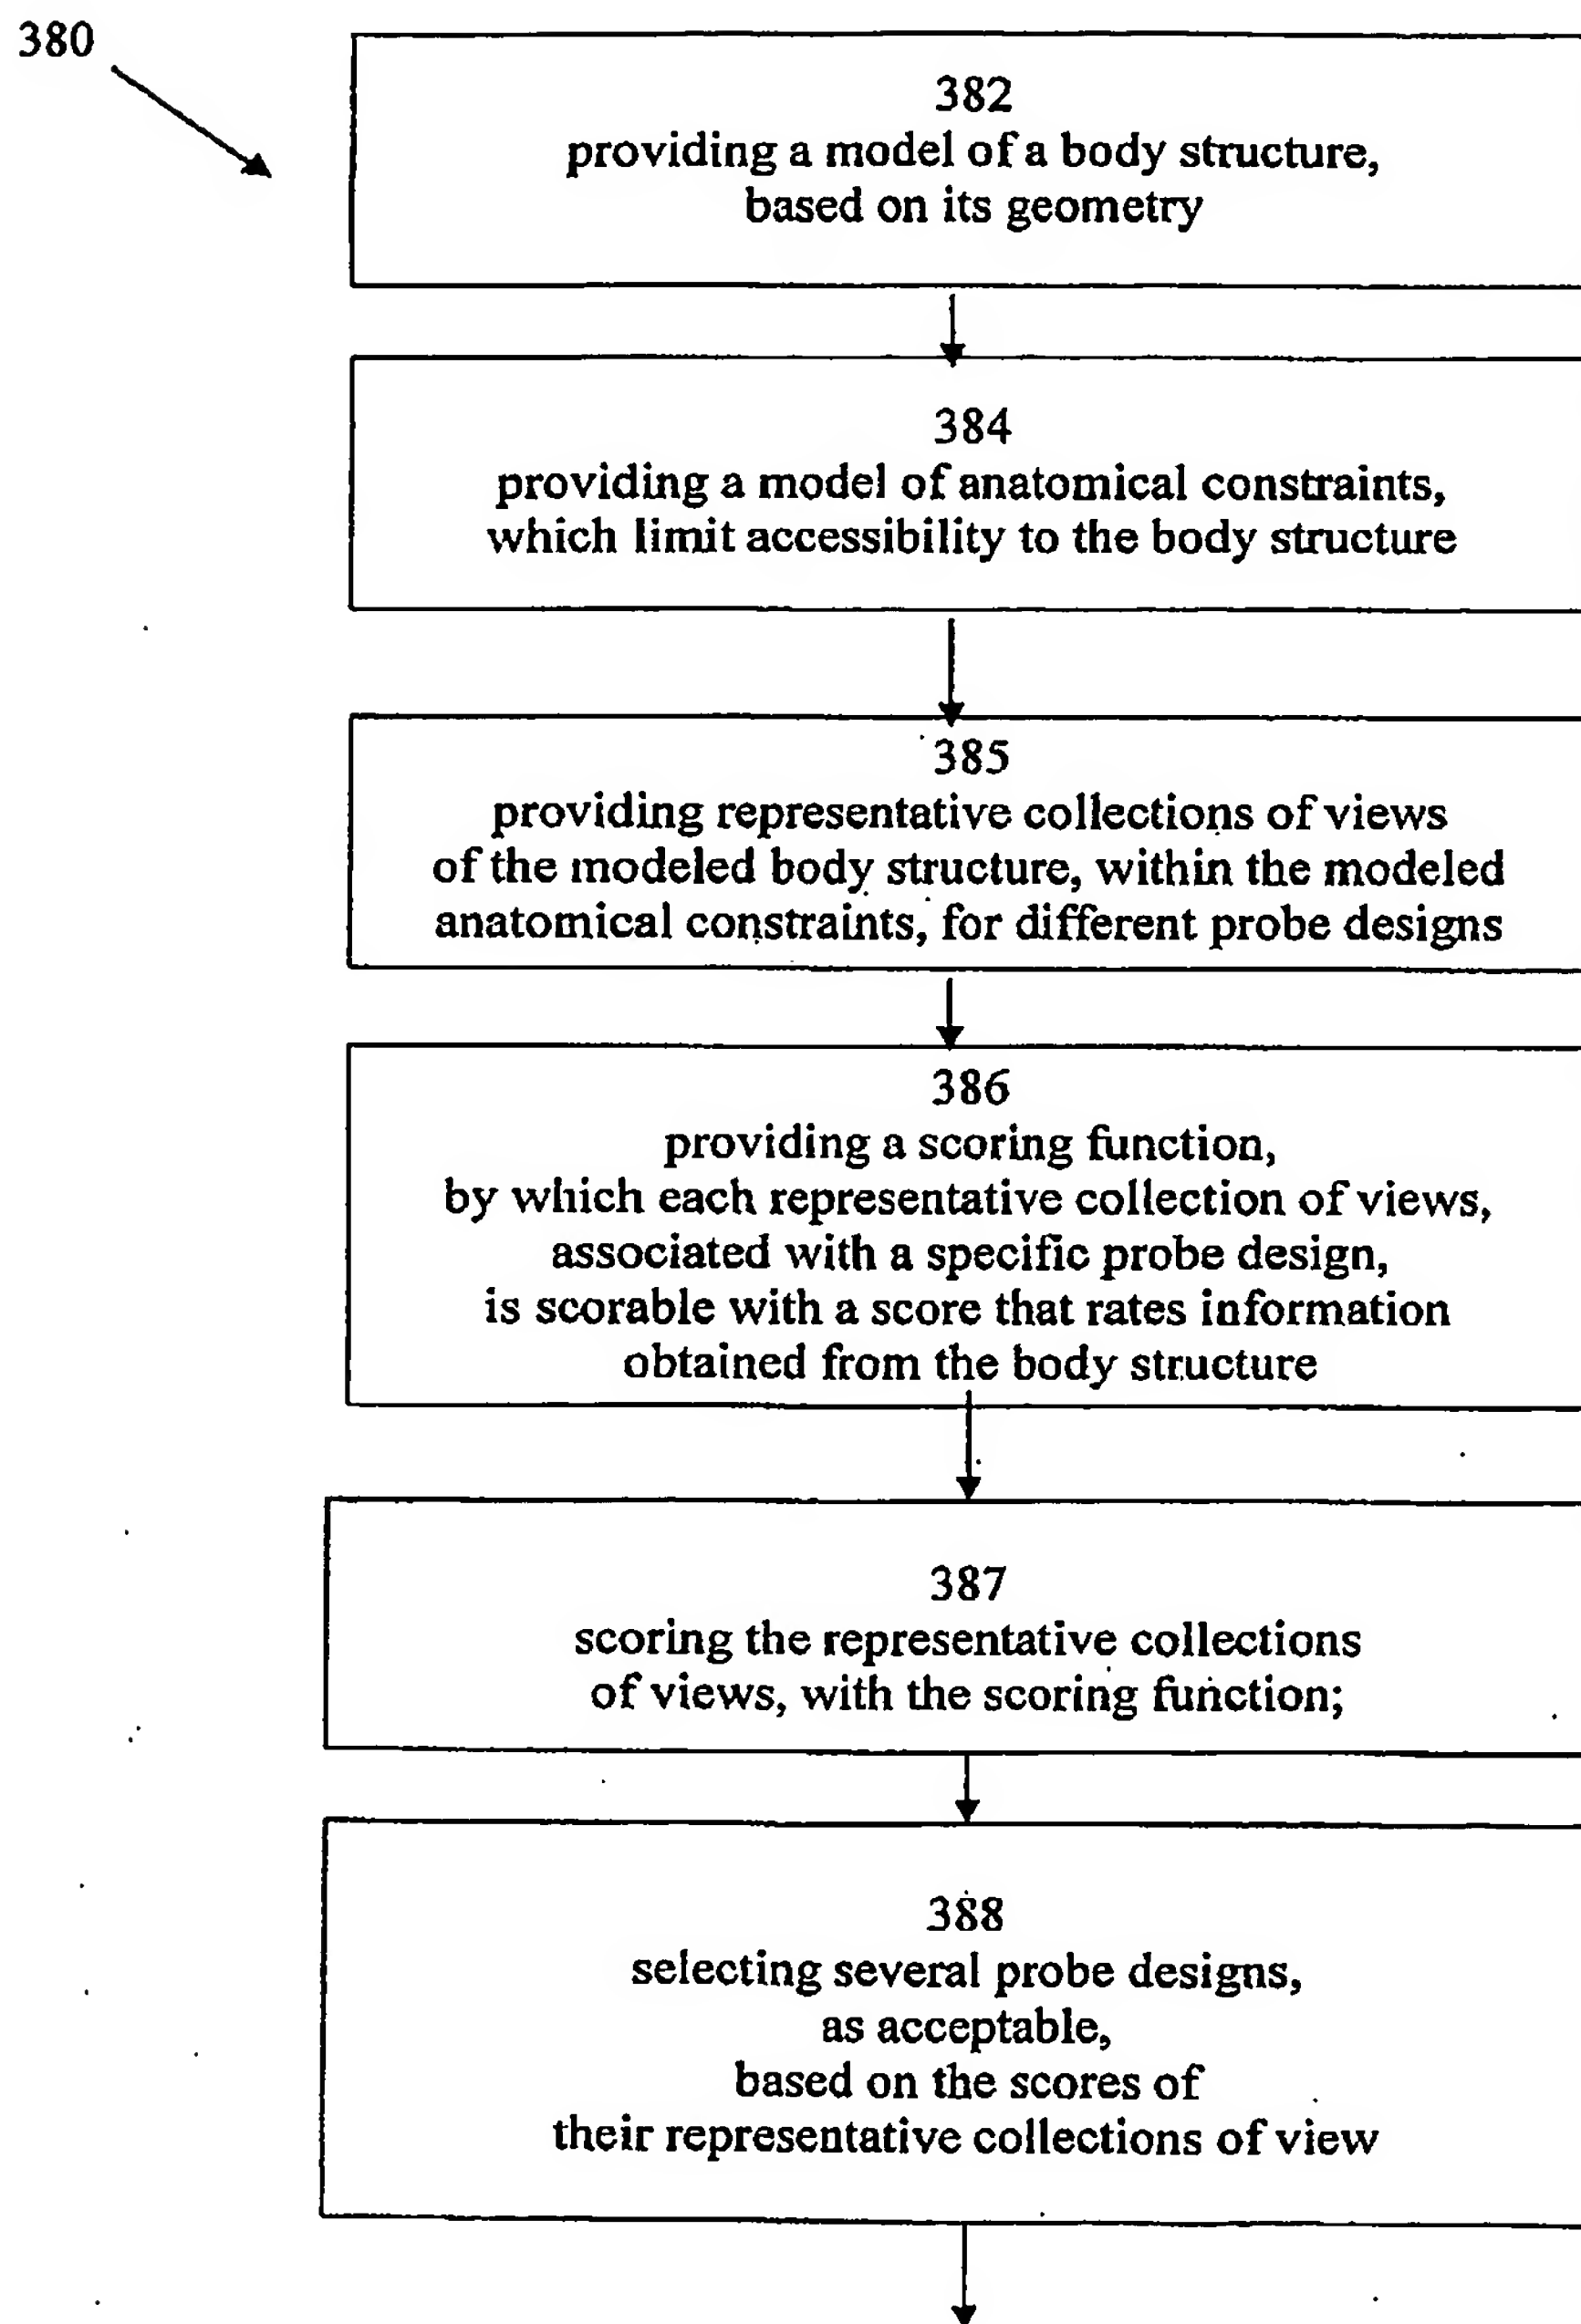 380
382
providing a model of a body structure,
based on its geometry
384
providing a model of anatomical constraints,
which limit accessibility to the body structure
385
providing representative collections of views
of the modeled body structure, within the modeled
anatomical constraints, for different probe designs
386
providing a scoring function,
by which each representative collection of views,
associated with a specific probe design,
is scorable with a score that rates information
obtained from the body structure
387
scoring the representative collections
of views, with the scoring function;
388
selecting several probe designs,
as acceptable,
based on the scores of
their representative collections of view